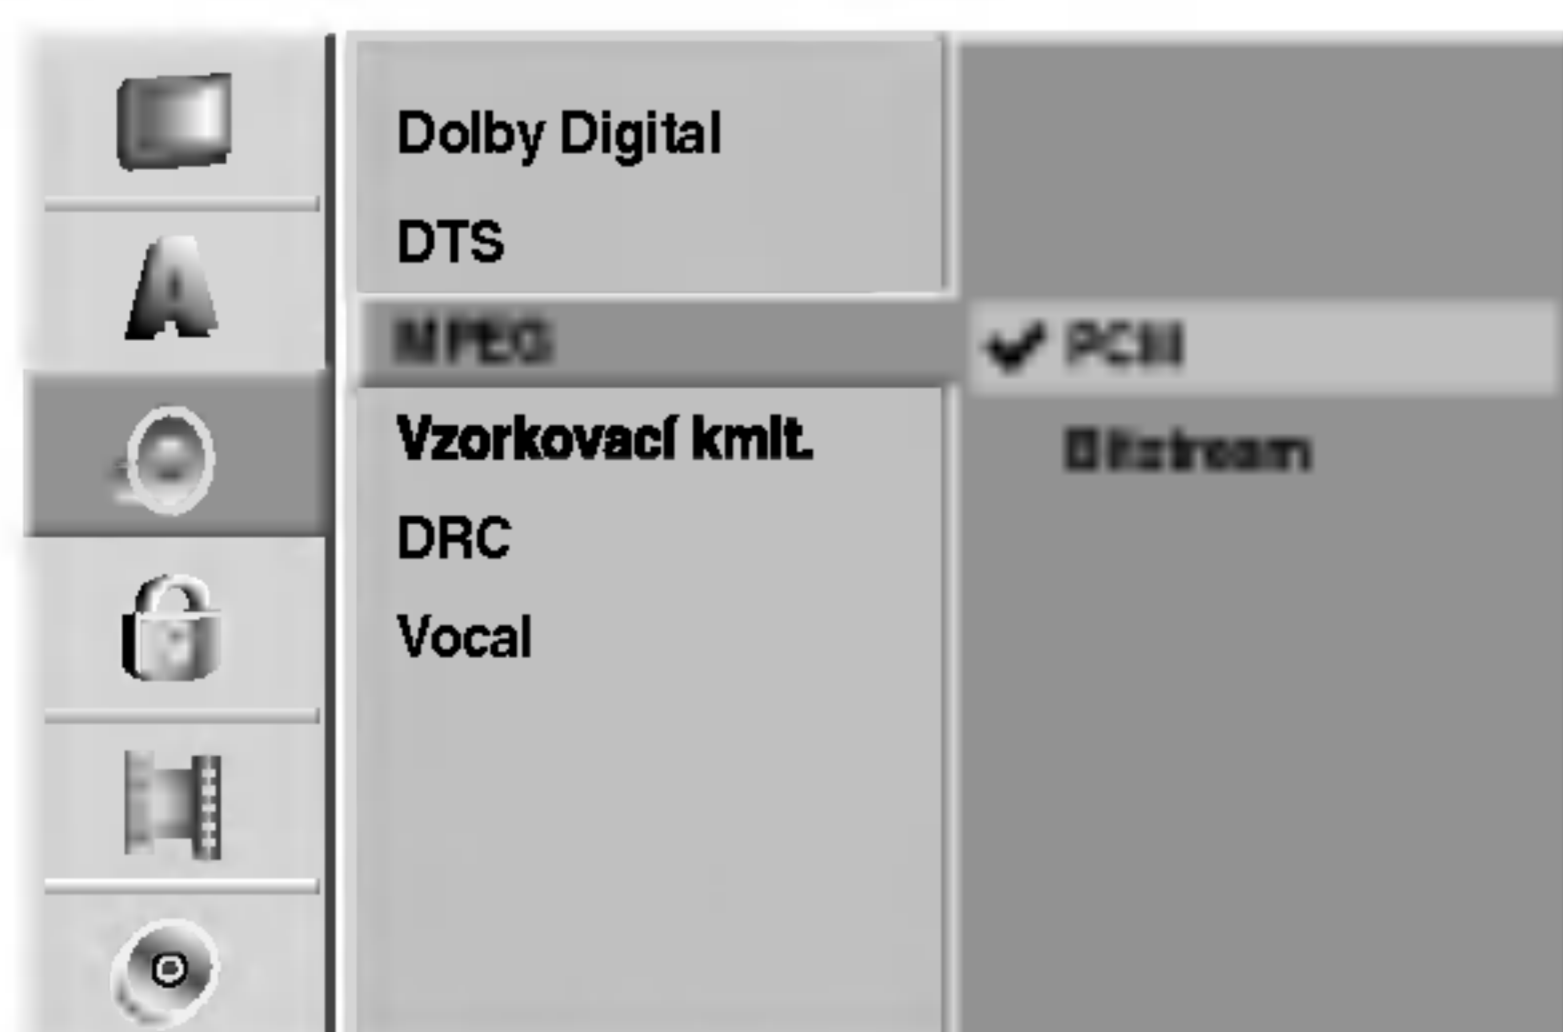 Dolby Digital
DTS
MPEG
PCM
Vzorkovací kmit.
Bitstream
DRC
Vocal